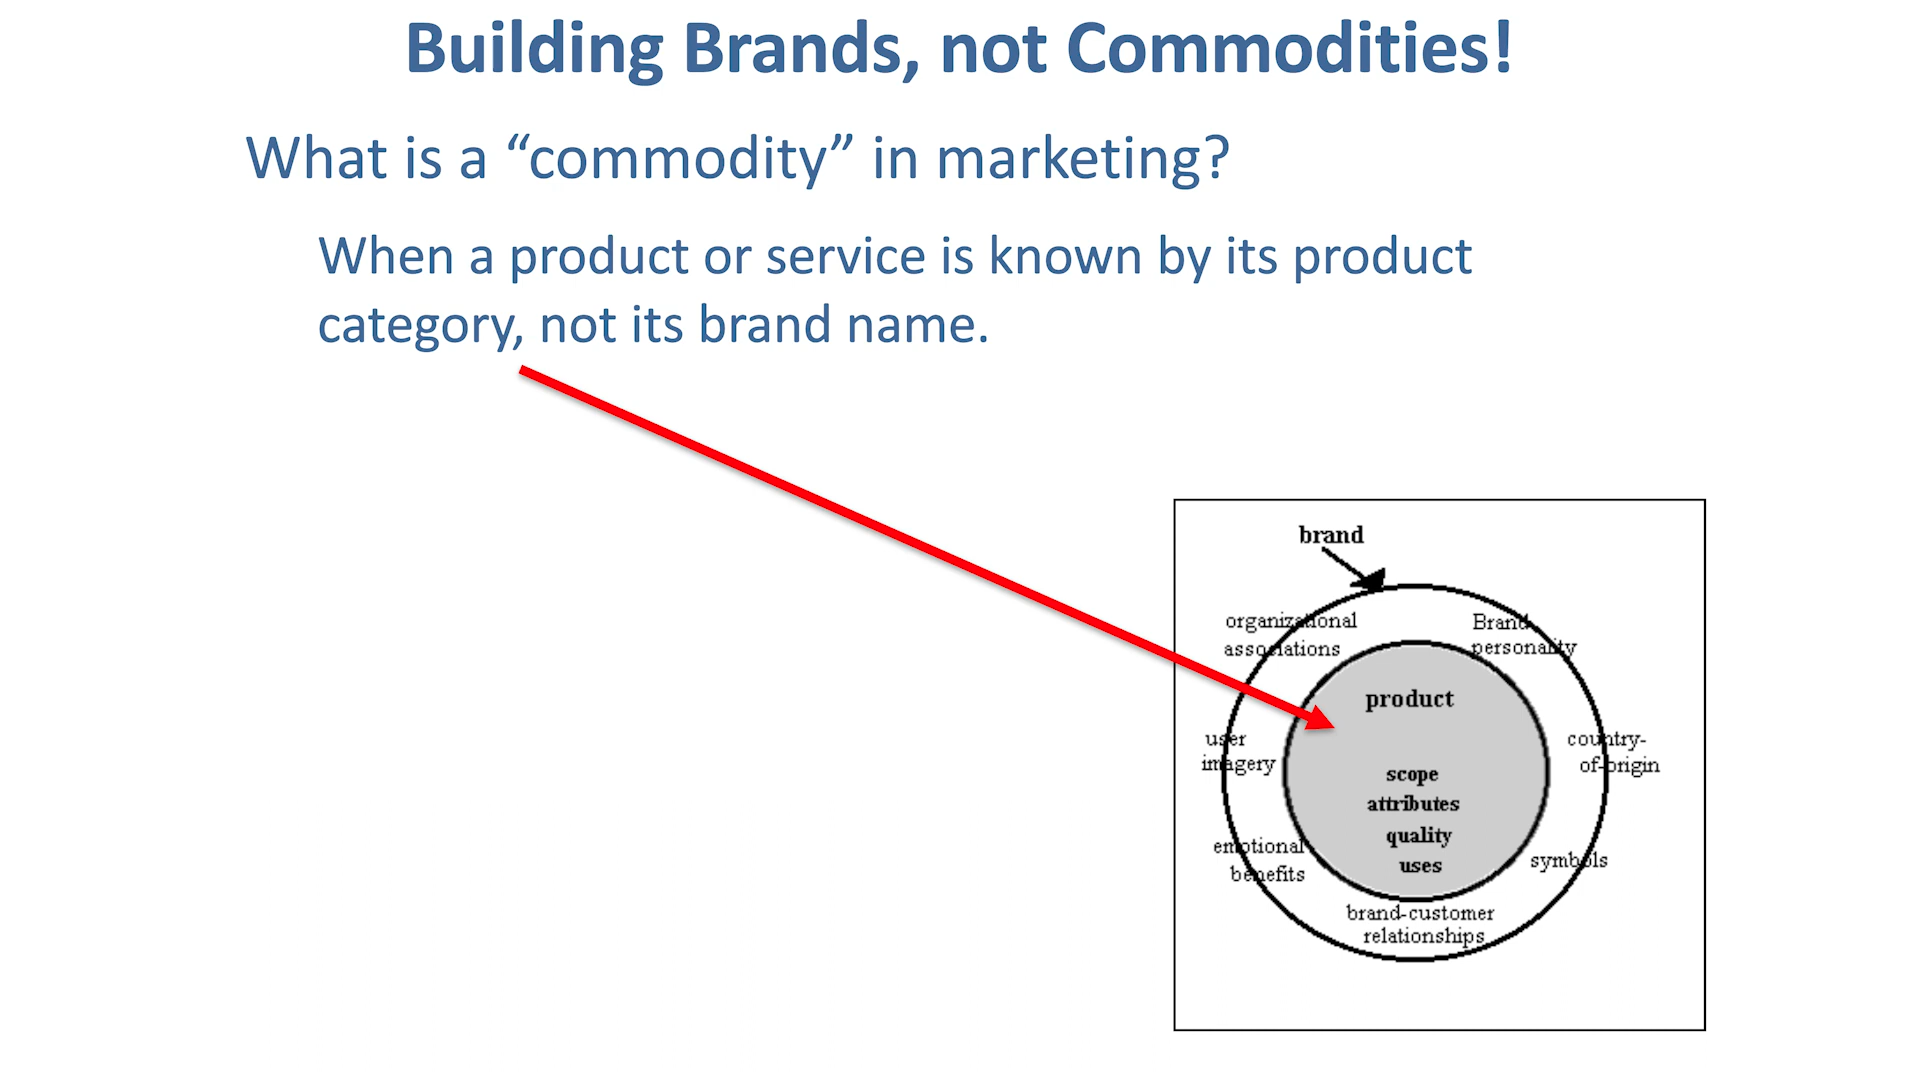 Building Brands, not Commodities!
What is a “commodity” in marketing?
When a product or service is known by its product
category, not its brand name.
brand
organizational
associations
Brand
personality
product
user
imagery
country-
of-origin
scope
attributes
quality
uses
emotional
benefits
symbols
brand-customer
relationships